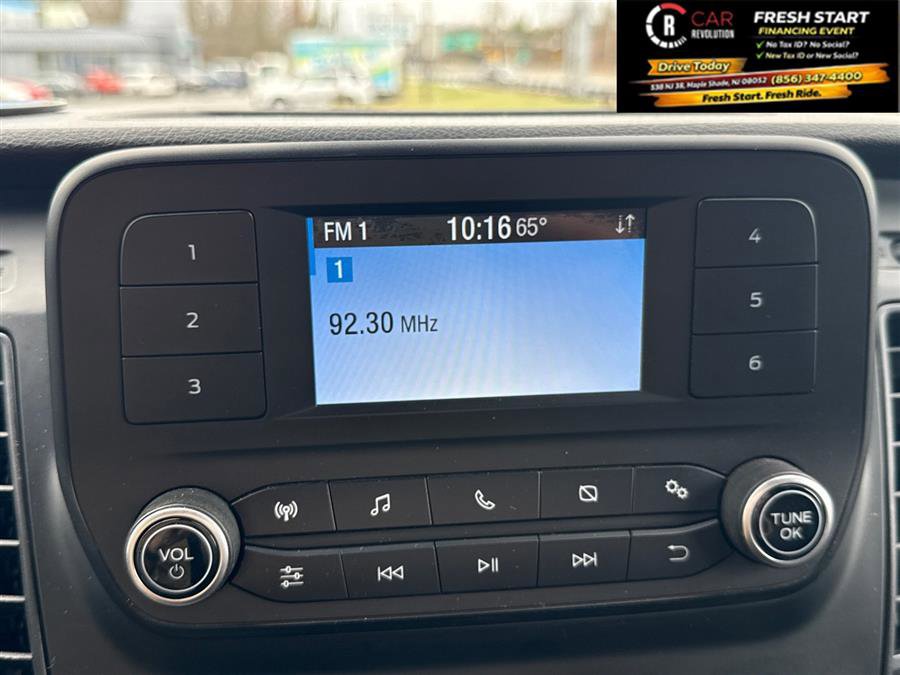 R CAR REVOLUTION
FRESH START
FINANCING EVENT
✓ No Tax ID? No Social?
✓ New Tax ID or New Social?
Drive Today
538 NJ 38, Maple Shade, NJ 08052 (856) 347-4400
Fresh Start. Fresh Ride.
FM 1 10:16 65°
1
92.30 MHz
1
2
3
4
5
6
VOL
TUNE
OK